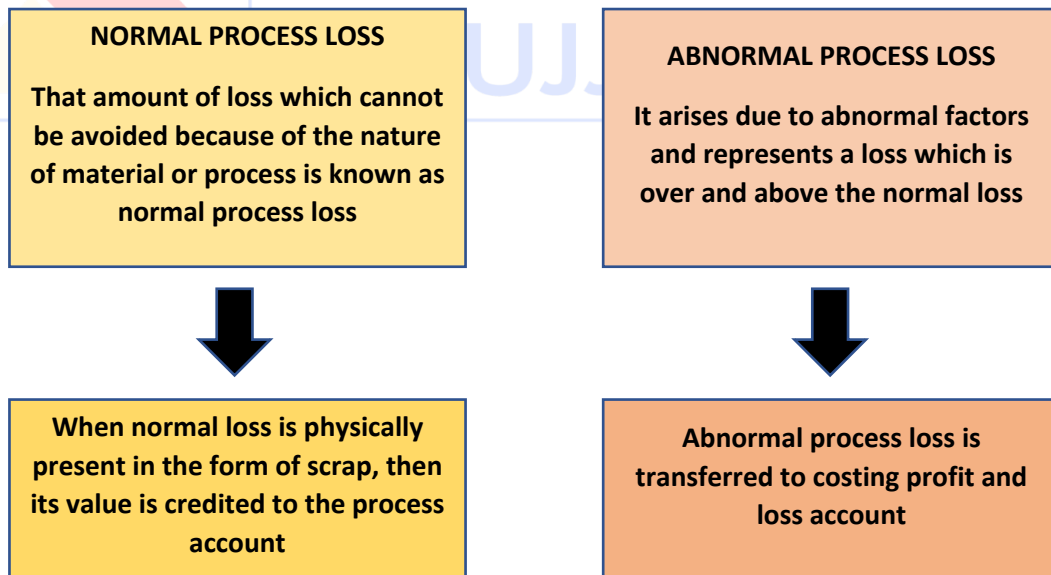 NORMAL PROCESS LOSS
That amount of loss which cannot
be avoided because of the nature
of material or process is known as
normal process loss
ABNORMAL PROCESS LOSS
It arises due to abnormal factors
and represents a loss which is
over and above the normal loss
When normal loss is physically
present in the form of scrap, then
its value is credited to the process
account
Abnormal process loss is
transferred to costing profit and
loss account